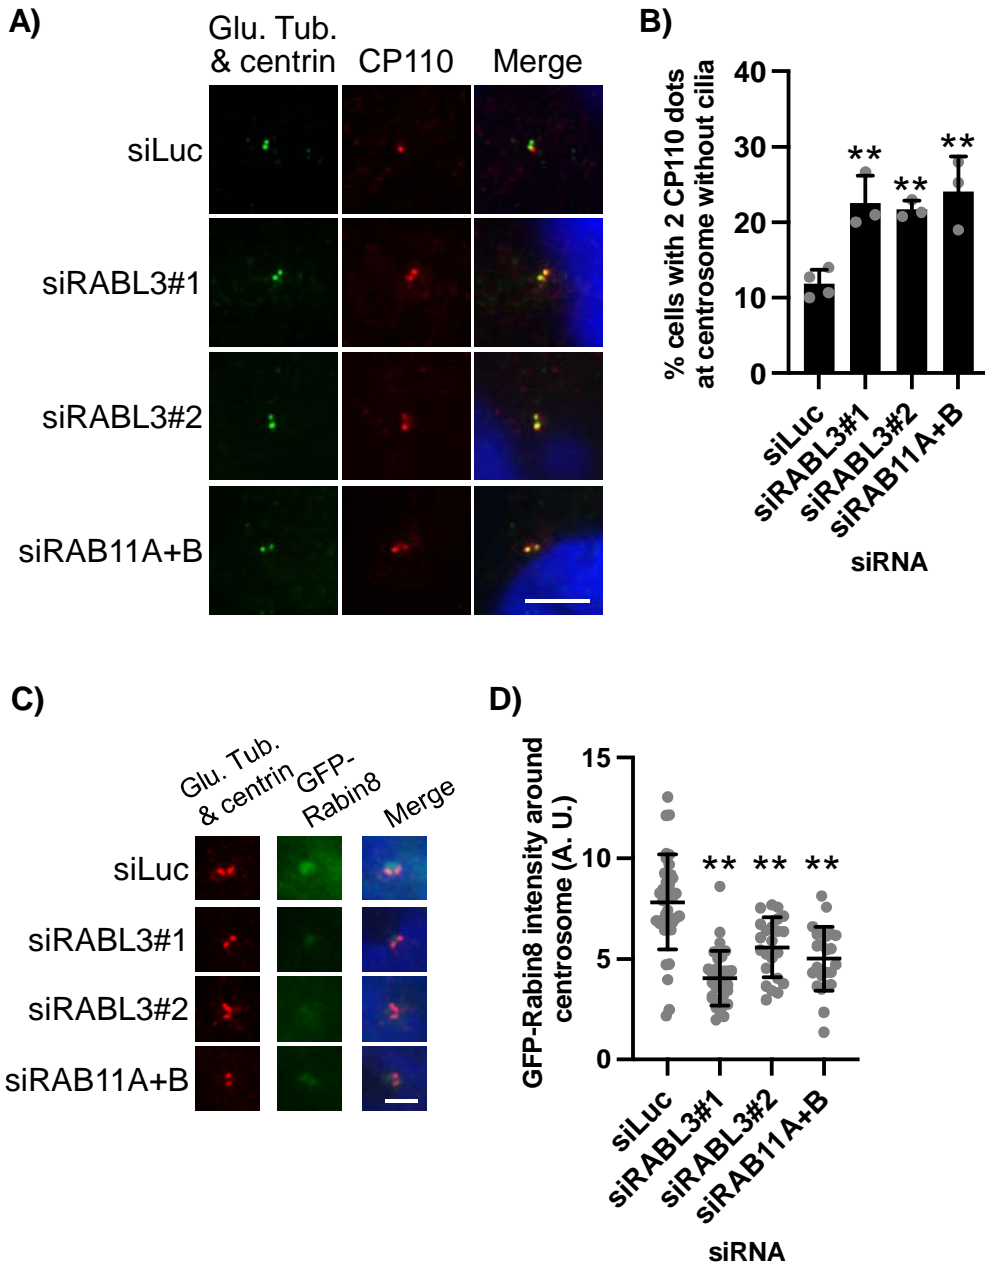 A)
Glu. Tub.
& centrin
CP110
Merge
siLuc
siRABL3#1
siRABL3#2
siRAB11A+B
B)
% cells with 2 CP110 dots
at centrosome without cilia
40
30
20
10
0
**
**
**
siLuc
siRABL3#1
siRABL3#2
siRAB11A+B
siRNA
C)
Glu. Tub.
& centrin
GFP-
Rabin8
Merge
siLuc
siRABL3#1
siRABL3#2
siRAB11A+B
D)
GFP-Rabin8 intensity around
centrosome (A. U.)
15
10
5
0
** ** **
siLuc
siRABL3#1
siRABL3#2
siRAB11A+B
siRNA